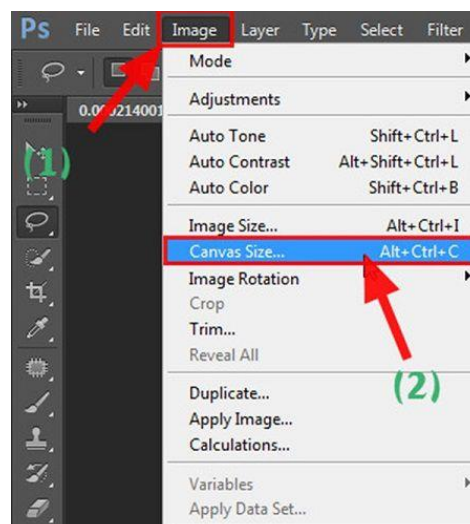 Ps File Edit Image Layer Type Select Filter
Mode
0.000214001
Adjustments
(1)
Auto Tone Shift+Ctrl+L
Auto Contrast Alt+Shift+Ctrl+L
Auto Color Shift+Ctrl+B
Image Size... Alt+Ctrl+I
Canvas Size... Alt+Ctrl+C
Image Rotation
Crop
Trim...
Reveal All
(2)
Duplicate...
Apply Image...
Calculations...
Variables
Apply Data Set...